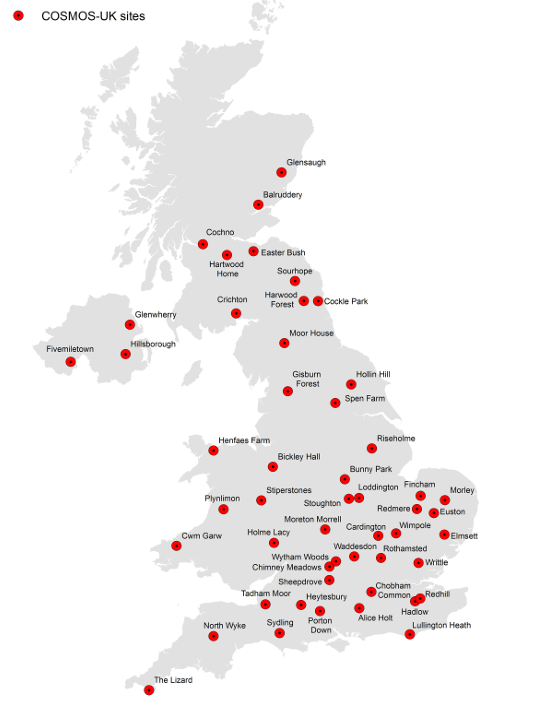 COSMOS-UK sites
Glensaugh
Balruddery
Cochno
Easter Bush
Hartwood
Home
Sourhope
Harwood
Forest
Cockle Park
Crichton
Glenwherry
Hillsborough
Fivemiletown
Moor House
Gisburn
Forest
Hollin Hill
Spen Farm
Henfaes Farm
Riseholme
Bickley Hall
Bunny Park
Loddington
Stoughton
Fincham
Morley
Redmere
Euston
Stiperstones
Plynlimon
Moreton Morrell
Cardington
Wimpole
Elmsett
Cwm Garw
Holme Lacy
Waddesdon
Rothamsted
Wytham Woods
Chimney Meadows
Writtle
Sheepdrove
Chobham
Common
Redhill
Hadlow
Tadham Moor
Heytesbury
Porton
Down
Alice Holt
North Wyke
Sydling
Lullington Heath
The Lizard